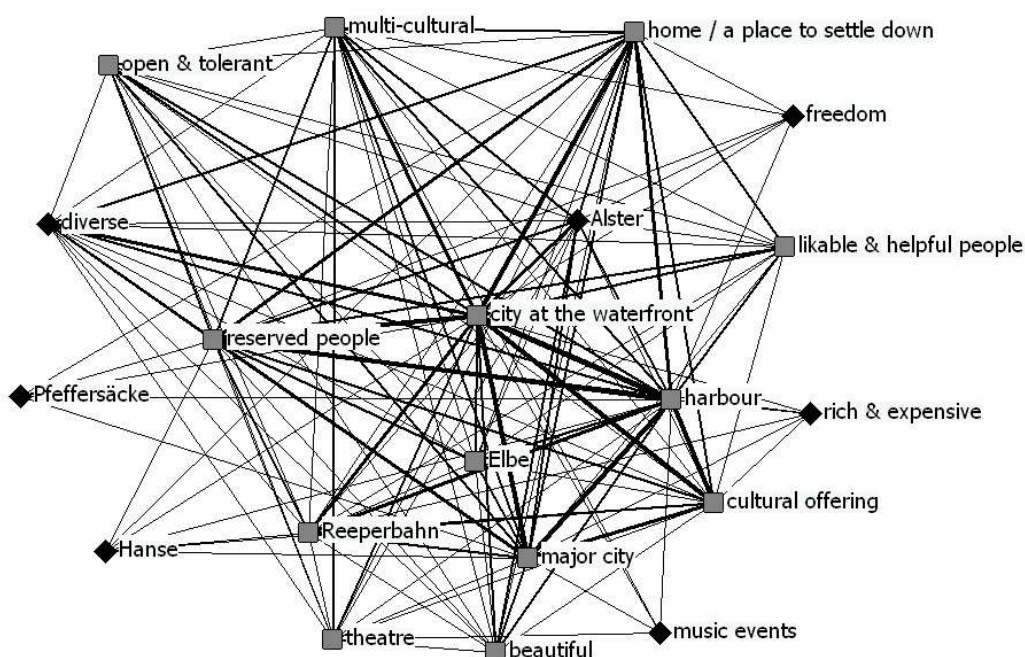 multi-cultural
home / a place to settle down
open & tolerant
freedom
diverse
Alster
likable & helpful people
city at the waterfront
reserved people
Pfeffersäcke
harbour
rich & expensive
Elbe
cultural offering
Reeperbahn
Hanse
major city
theatre
music events
beautiful